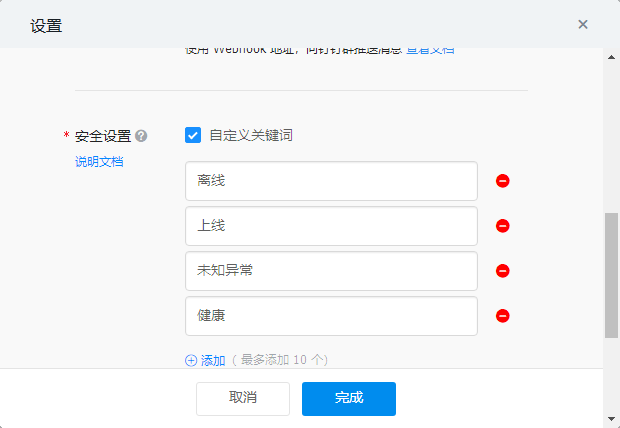 设置
使用 Webhook 地址，向钉钉群推送消息 查看文档
* 安全设置 ? 自定义关键词
说明文档
离线
上线
未知异常
健康
添加（ 最多添加 10 个）
取消 完成